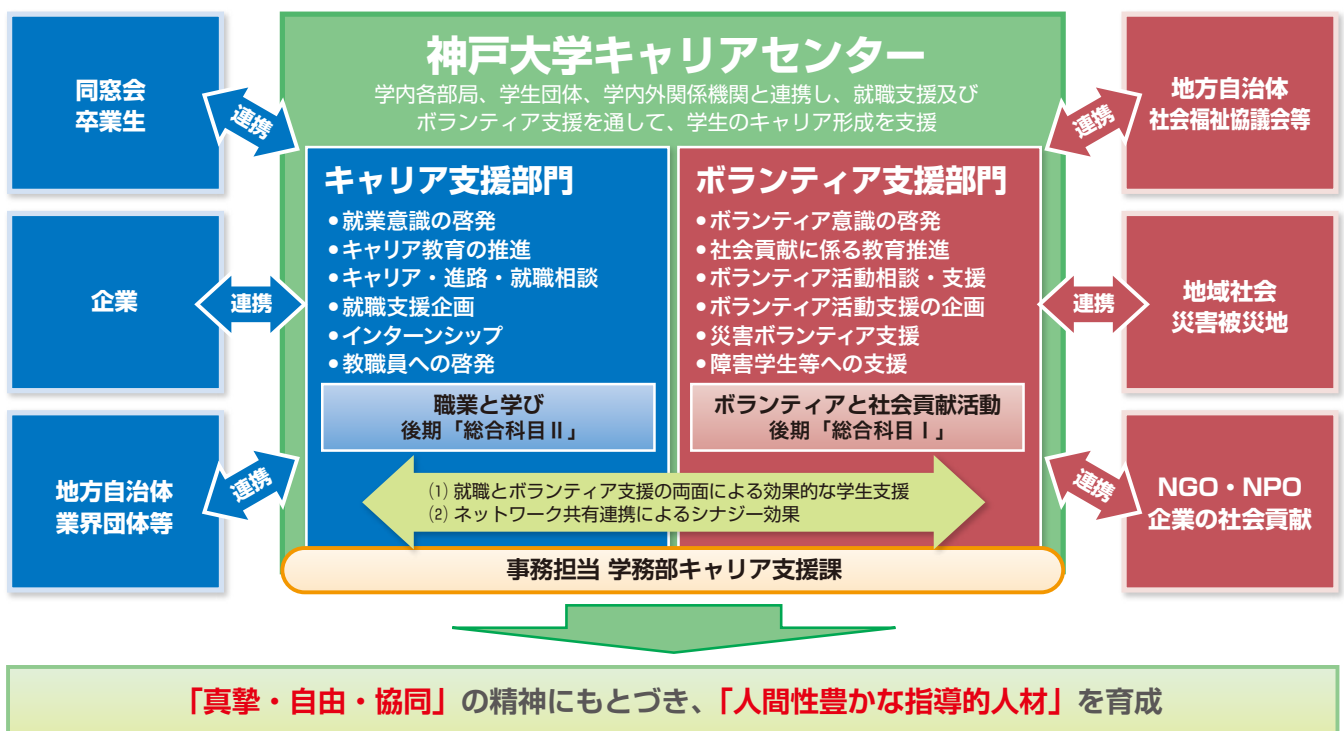 神戸大学キャリアセンター
学内各部局、学生団体、学内外関係機関と連携し、就職支援及び
ボランティア支援を通して、学生のキャリア形成を支援
同窓会
卒業生
連携
企業
連携
地方自治体
業界団体等
連携
キャリア支援部門
•就業意識の啓発
•キャリア教育の推進
•キャリア・進路・就職相談
•就職支援企画
•インターンシップ
•教職員への啓発
職業と学び
後期「総合科目Ⅱ」
ボランティア支援部門
•ボランティア意識の啓発
•社会貢献に係る教育推進
•ボランティア活動相談・支援
•ボランティア活動支援の企画
•災害ボランティア支援
•障害学生等への支援
ボランティアと社会貢献活動
後期「総合科目Ⅰ」
連携
地方自治体
社会福祉協議会等
連携
地域社会
災害被災地
連携
NGO・NPO
企業の社会貢献
(1) 就職とボランティア支援の両面による効果的な学生支援
(2) ネットワーク共有連携によるシナジー効果
事務担当 学務部キャリア支援課
「真摯・自由・協同」の精神にもとづき、「人間性豊かな指導的人材」を育成